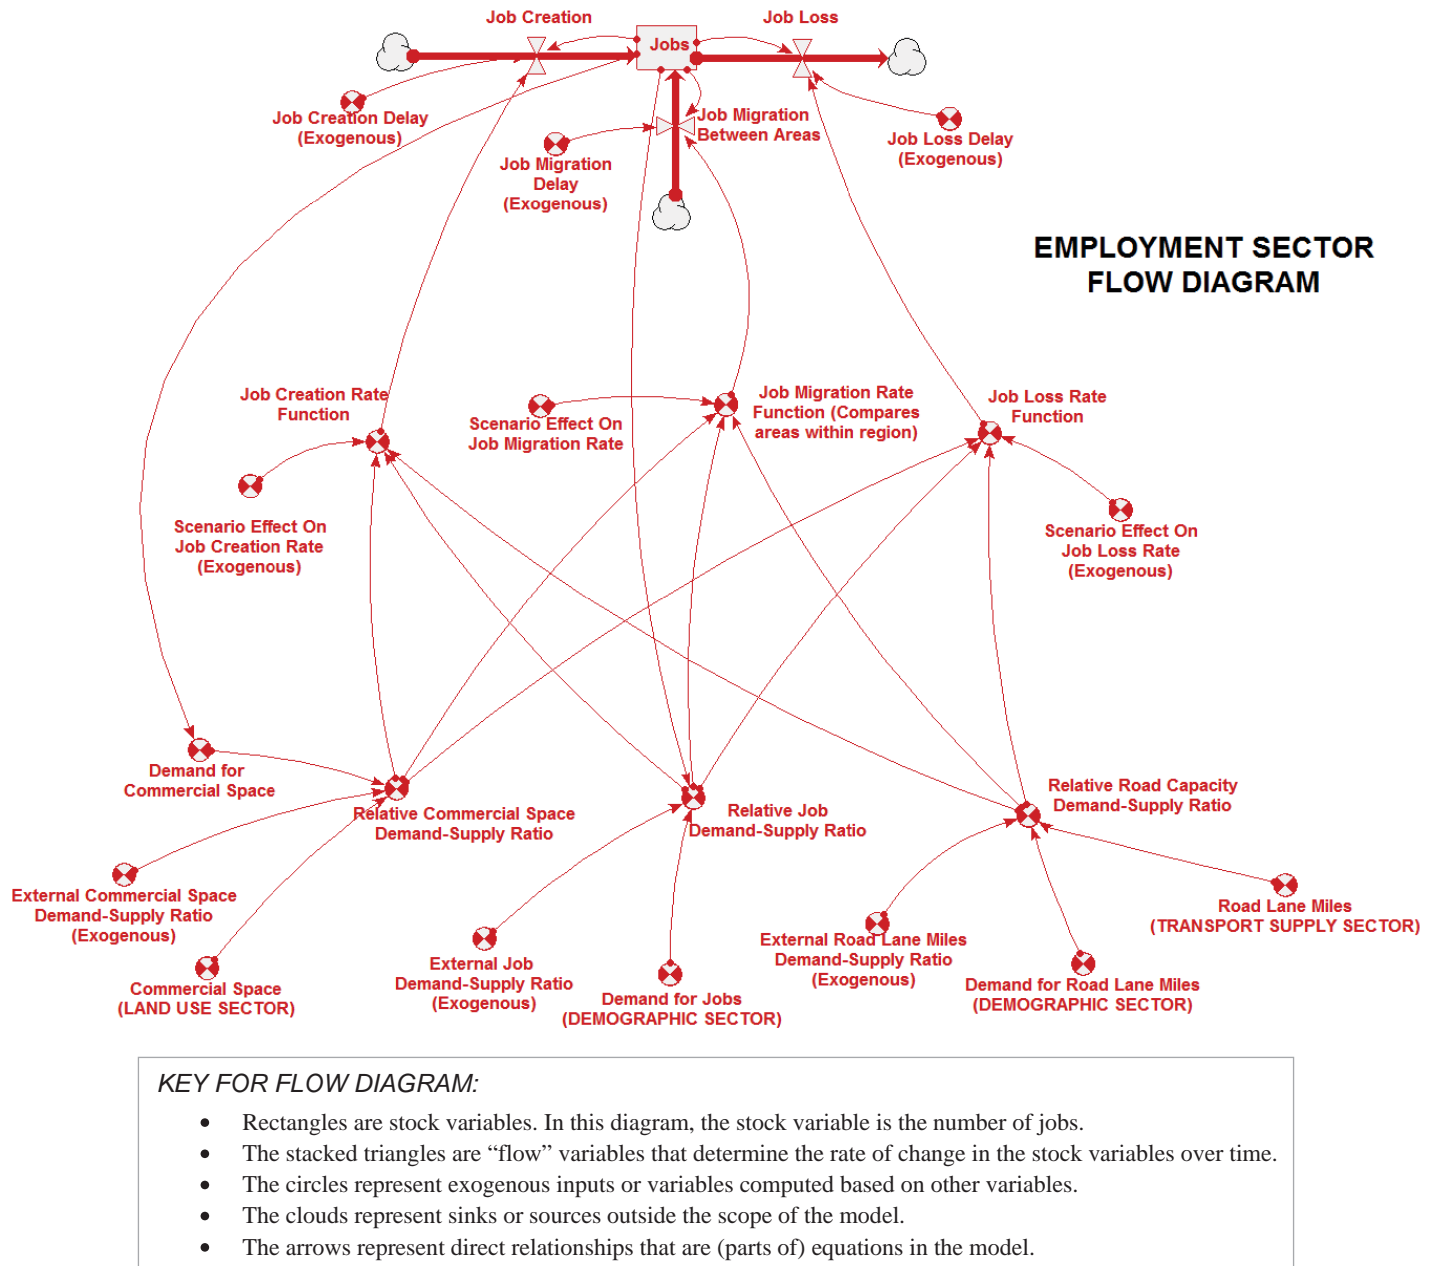 Job Creation
Job Loss
Jobs
Job Creation Delay
(Exogenous)
Job Migration
Between Areas
Job Migration
Delay
(Exogenous)
Job Loss Delay
(Exogenous)
EMPLOYMENT SECTOR
FLOW DIAGRAM
Job Creation Rate
Function
Scenario Effect On
Job Migration Rate
Job Migration Rate
Function (Compares
areas within region)
Job Loss Rate
Function
Scenario Effect On
Job Creation Rate
(Exogenous)
Scenario Effect On
Job Loss Rate
(Exogenous)
Demand for
Commercial Space
Relative Commercial Space
Demand-Supply Ratio
Relative Job
Demand-Supply Ratio
Relative Road Capacity
Demand-Supply Ratio
External Commercial Space
Demand-Supply Ratio
(Exogenous)
Commercial Space
(LAND USE SECTOR)
External Job
Demand-Supply Ratio
(Exogenous)
Demand for Jobs
(DEMOGRAPHIC SECTOR)
External Road Lane Miles
Demand-Supply Ratio
(Exogenous)
Demand for Road Lane Miles
(DEMOGRAPHIC SECTOR)
Road Lane Miles
(TRANSPORT SUPPLY SECTOR)
KEY FOR FLOW DIAGRAM:
• Rectangles are stock variables. In this diagram, the stock variable is the number of jobs.
• The stacked triangles are “flow” variables that determine the rate of change in the stock variables over time.
• The circles represent exogenous inputs or variables computed based on other variables.
• The clouds represent sinks or sources outside the scope of the model.
• The arrows represent direct relationships that are (parts of) equations in the model.